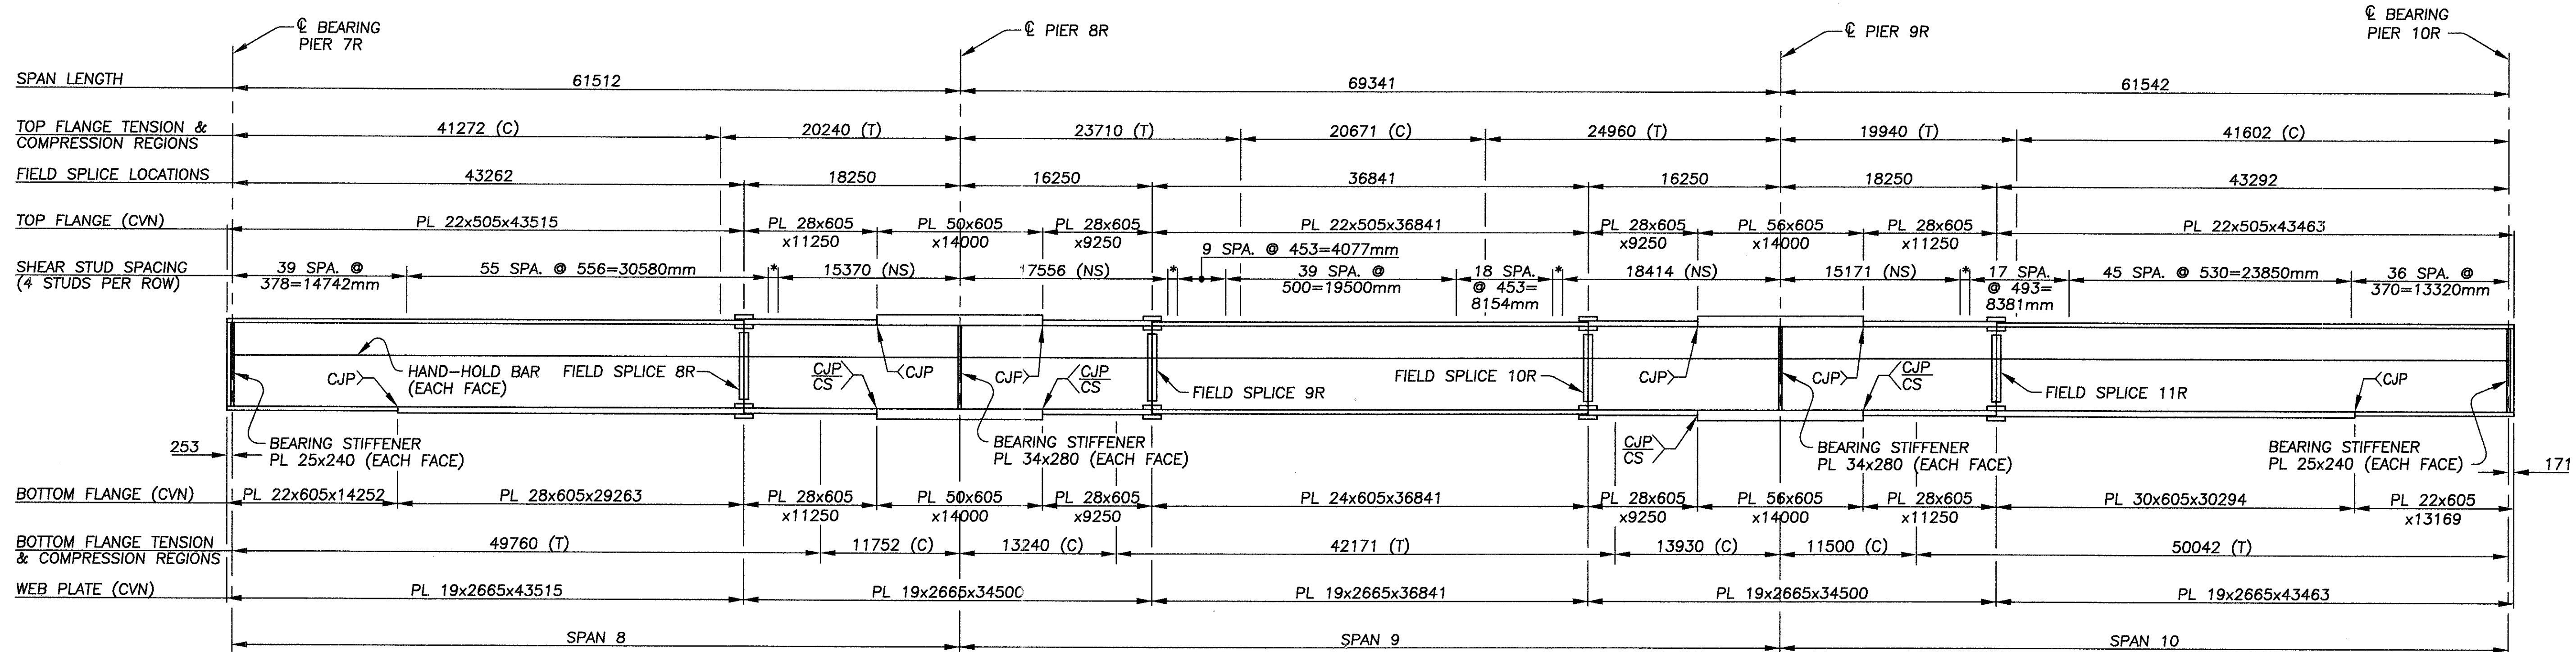 ℄ BEARING
PIER 7R
℄ PIER 8R
℄ PIER 9R
℄ BEARING
PIER 10R
SPAN LENGTH
61512
69341
61542
TOP FLANGE TENSION &
COMPRESSION REGIONS
41272 (C)
20240 (T)
23710 (T)
20671 (C)
24960 (T)
19940 (T)
41602 (C)
FIELD SPLICE LOCATIONS
43262
18250
16250
36841
16250
18250
43292
TOP FLANGE (CVN)
PL 22x505x43515
PL 28x605
x11250
PL 50x605
x14000
PL 28x605
x9250
PL 22x505x36841
PL 28x605
x9250
PL 56x605
x14000
PL 28x605
x11250
PL 22x505x43463
SHEAR STUD SPACING
(4 STUDS PER ROW)
39 SPA. @
378=14742mm
55 SPA. @ 556=30580mm
*
15370 (NS)
17556 (NS)
*
9 SPA. @ 453=4077mm
39 SPA. @
500=19500mm
18 SPA.
@ 453=
8154mm
*
18414 (NS)
15171 (NS)
*
17 SPA.
@ 493=
8381mm
45 SPA. @ 530=23850mm
36 SPA. @
370=13320mm
CJP
HAND-HOLD BAR
(EACH FACE)
FIELD SPLICE 8R
CJP
CS
CJP
CJP
CJP
CS
FIELD SPLICE 9R
FIELD SPLICE 10R
CJP
CJP
CJP
CS
FIELD SPLICE 11R
CJP
253
BEARING STIFFENER
PL 25x240 (EACH FACE)
BEARING STIFFENER
PL 34x280 (EACH FACE)
CJP
CS
BEARING STIFFENER
PL 34x280 (EACH FACE)
BEARING STIFFENER
PL 25x240 (EACH FACE)
171
BOTTOM FLANGE (CVN)
PL 22x605x14252
PL 28x605x29263
PL 28x605
x11250
PL 50x605
x14000
PL 28x605
x9250
PL 24x605x36841
PL 28x605
x9250
PL 56x605
x14000
PL 28x605
x11250
PL 30x605x30294
PL 22x605
x13169
BOTTOM FLANGE TENSION
& COMPRESSION REGIONS
49760 (T)
11752 (C)
13240 (C)
42171 (T)
13930 (C)
11500 (C)
50042 (T)
WEB PLATE (CVN)
PL 19x2665x43515
PL 19x2665x34500
PL 19x2665x36841
PL 19x2665x34500
PL 19x2665x43463
SPAN 8
SPAN 9
SPAN 10